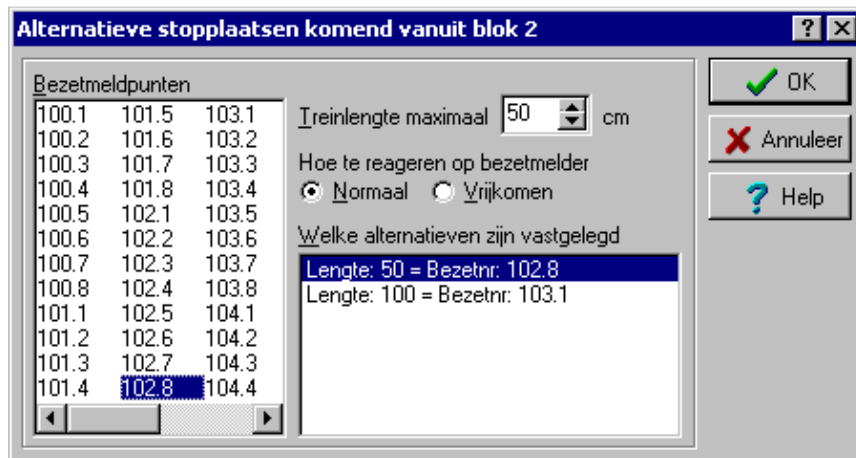 Alternatieve stopplaatsen komend vanuit blok 2
Bezetmeldpunten
100.1 101.5 103.1
100.2 101.6 103.2
100.3 101.7 103.3
100.4 101.8 103.4
100.5 102.1 103.5
100.6 102.2 103.6
100.7 102.3 103.7
100.8 102.4 103.8
101.1 102.5 104.1
101.2 102.6 104.2
101.3 102.7 104.3
101.4 102.8 104.4
Treinlengte maximaal 50 cm
Hoe te reageren op bezetmelder
Normaal Vrijkomen
Welke alternatieven zijn vastgelegd
Lengte: 50 = Bezetnr: 102.8
Lengte: 100 = Bezetnr: 103.1
OK
Annuleer
? Help